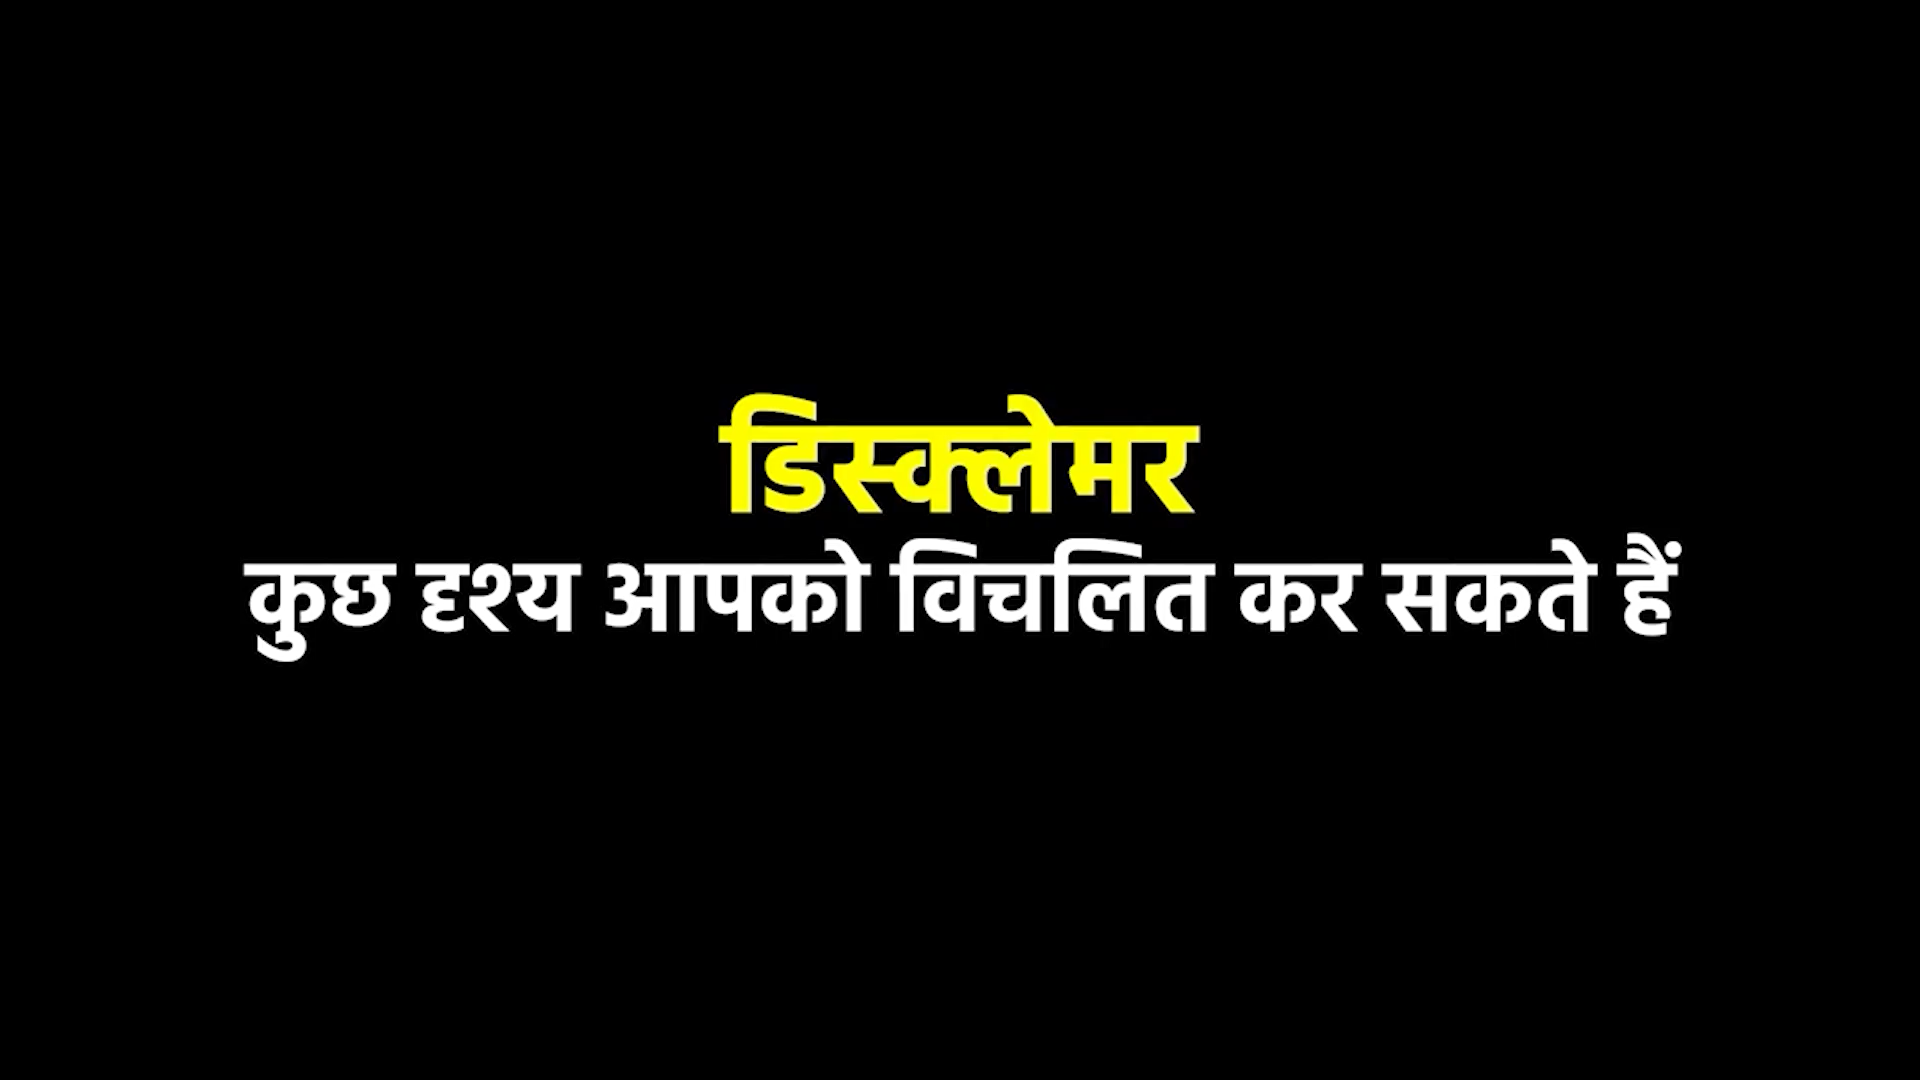 डिस्क्लेमर
कुछ दृश्य आपको विचलित कर सकते हैं